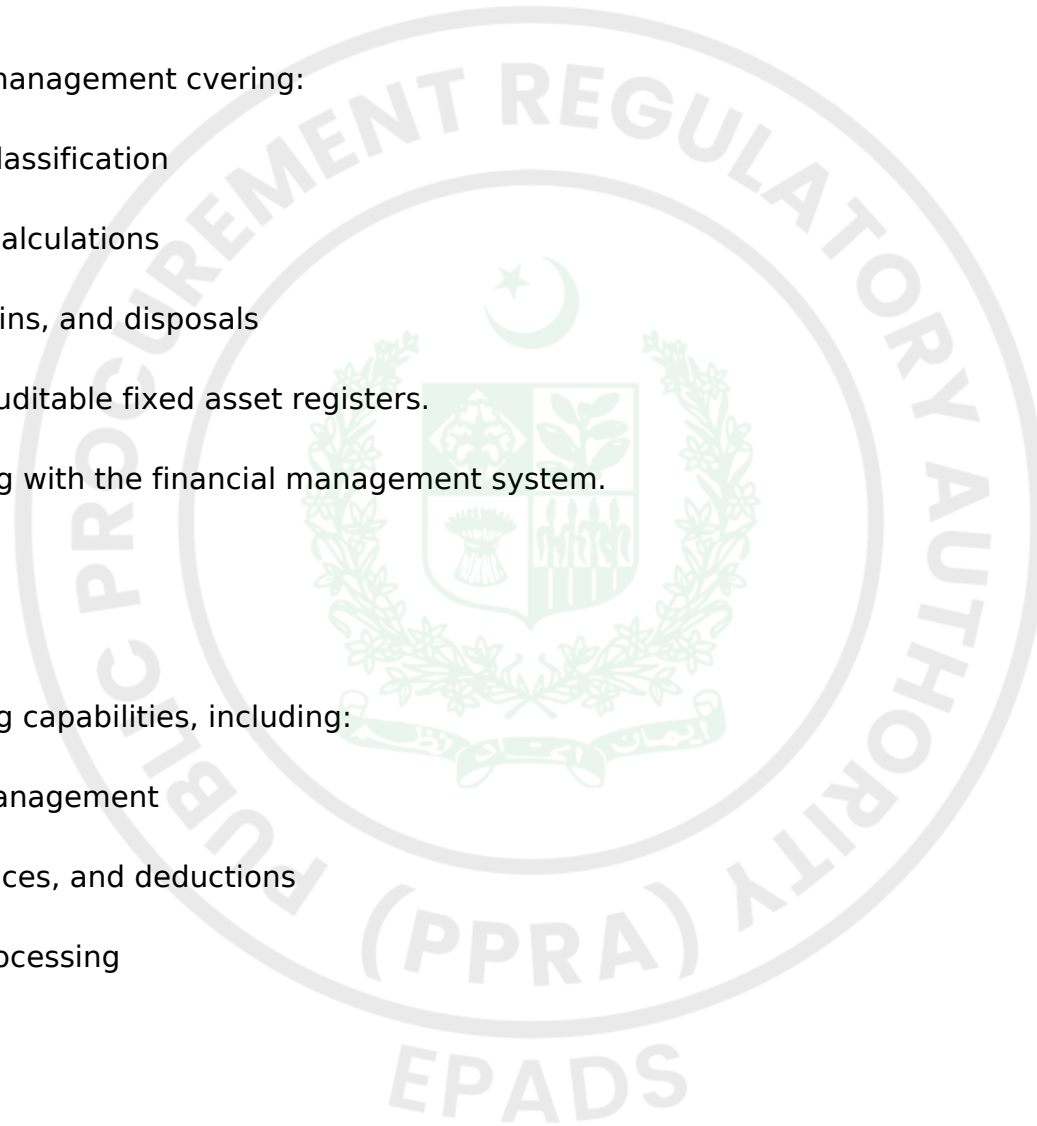 management cvering:
lassification
alculations
ins, and disposals
uditable fixed asset registers.
g with the financial management system.
g capabilities, including:
anagement
ces, and deductions
ocessing
PUBLIC PROCUREMENT REGULATORY AUTHORITY
(PPRA)
EPADS